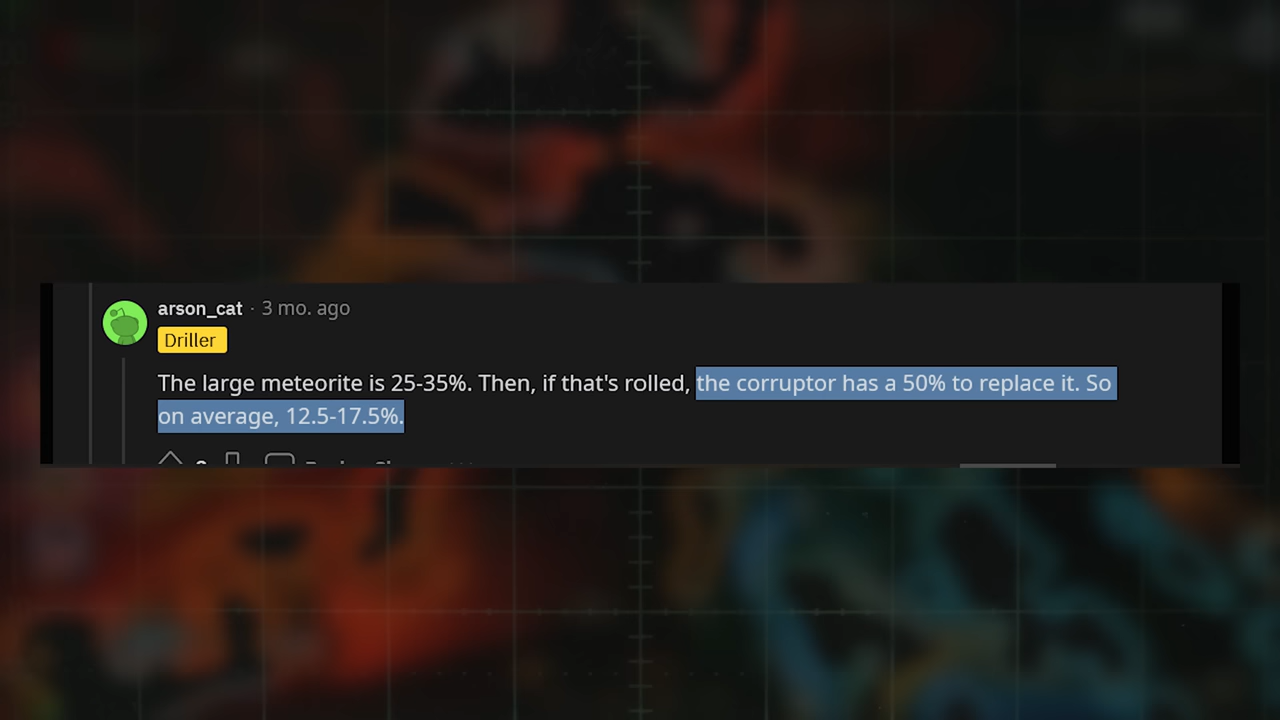 arson_cat · 3 mo. ago
Driller
The large meteorite is 25-35%. Then, if that's rolled, the corruptor has a 50% to replace it. So
on average, 12.5-17.5%.